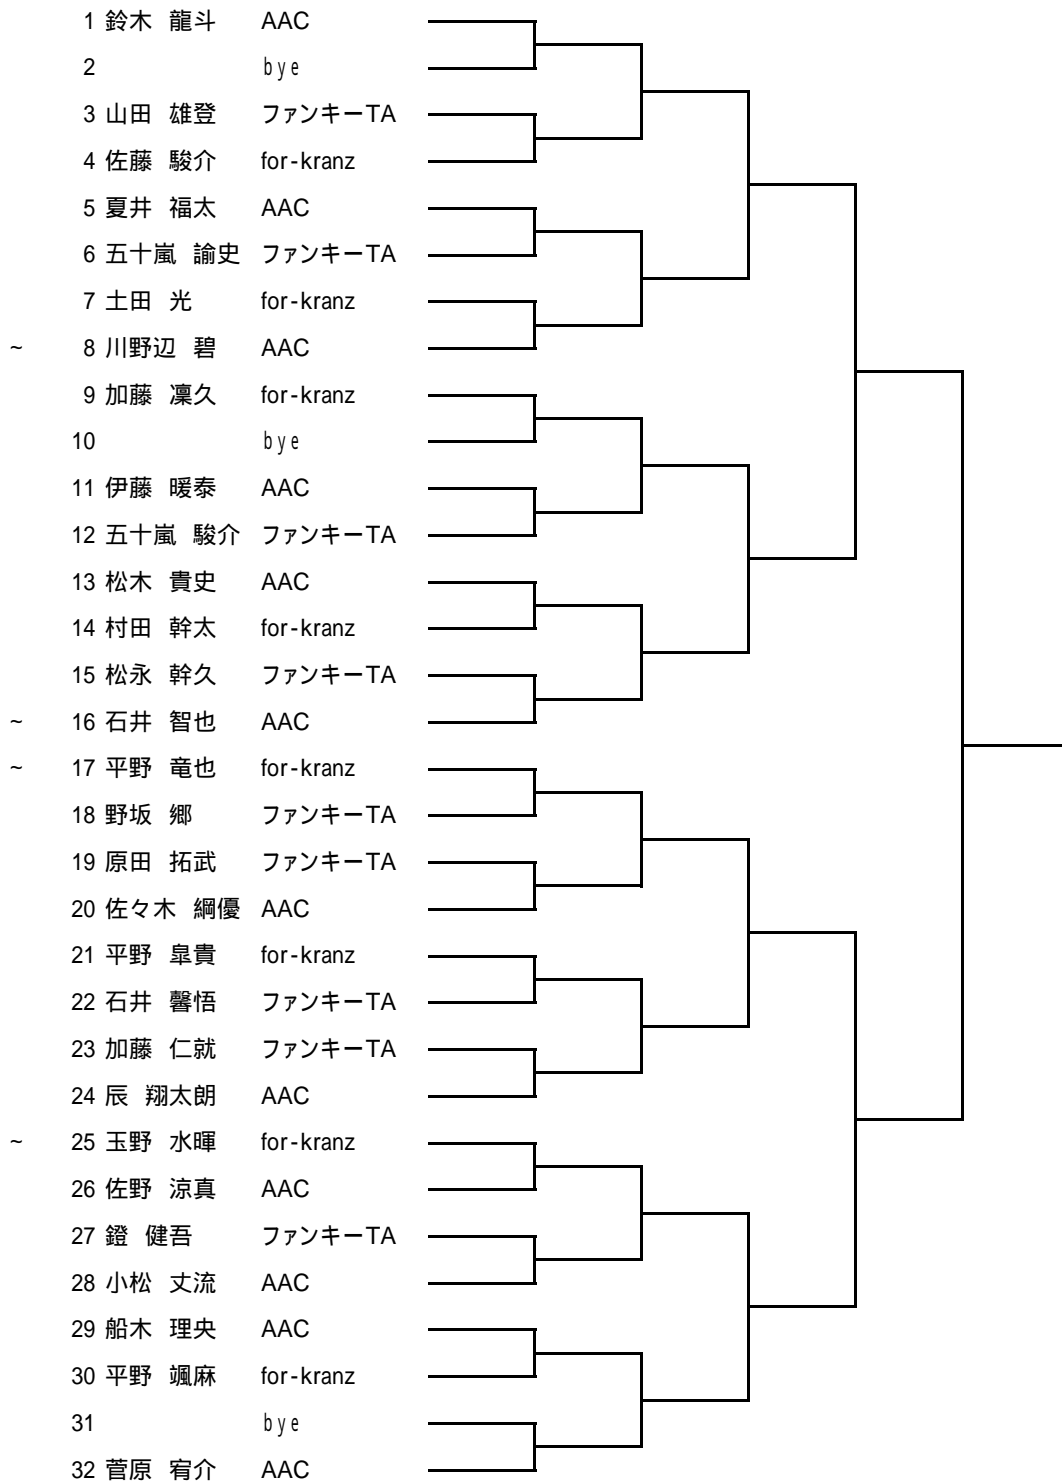 1 鈴木 龍斗 AAC
2 bye
3 山田 雄登 ファンキーTA
4 佐藤 駿介 for-kranz
5 夏井 福太 AAC
6 五十嵐 諭史 ファンキーTA
7 土田 光 for-kranz
~ 8 川野辺 碧 AAC
9 加藤 凜久 for-kranz
10 bye
11 伊藤 暖泰 AAC
12 五十嵐 駿介 ファンキーTA
13 松木 貴史 AAC
14 村田 幹太 for-kranz
15 松永 幹久 ファンキーTA
~ 16 石井 智也 AAC
~ 17 平野 竜也 for-kranz
18 野坂 郷 ファンキーTA
19 原田 拓武 ファンキーTA
20 佐々木 綱優 AAC
21 平野 皐貴 for-kranz
22 石井 馨悟 ファンキーTA
23 加藤 仁就 ファンキーTA
24 辰 翔太朗 AAC
~ 25 玉野 水暉 for-kranz
26 佐野 涼真 AAC
27 鐙 健吾 ファンキーTA
28 小松 丈流 AAC
29 船木 理央 AAC
30 平野 颯麻 for-kranz
31 bye
32 菅原 宥介 AAC